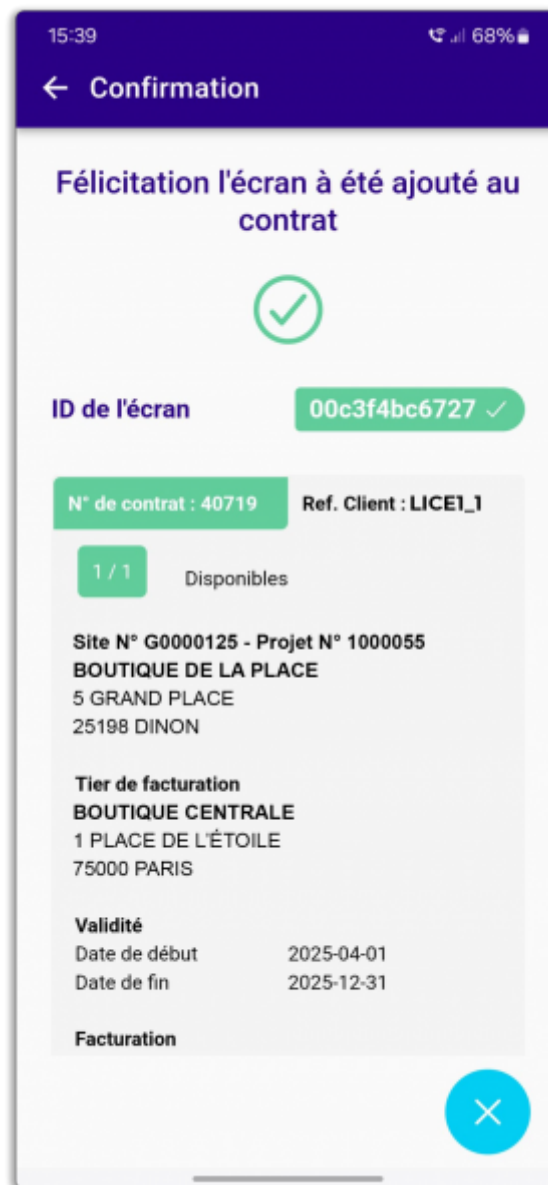 15:39 68%
Confirmation
Félicitation l'écran à été ajouté au
contrat
ID de l'écran 00c3f4bc6727
N° de contrat : 40719 Ref. Client : LICE1_1
1 / 1 Disponibles
Site N° G0000125 - Projet N° 1000055
BOUTIQUE DE LA PLACE
5 GRAND PLACE
25198 DINON
Tier de facturation
BOUTIQUE CENTRALE
1 PLACE DE L'ÉTOILE
75000 PARIS
Validité
Date de début 2025-04-01
Date de fin 2025-12-31
Facturation